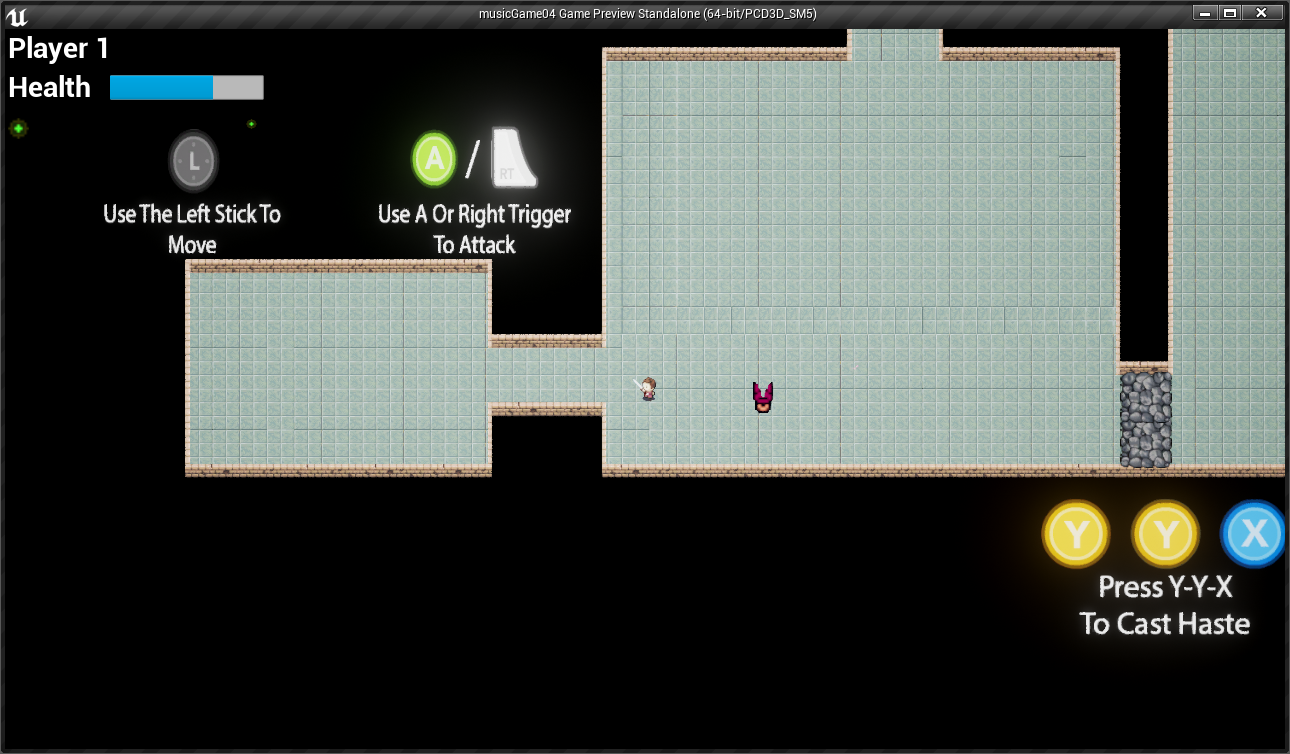 musicGame04 Game Preview Standalone (64-bit/PCD3D_SM5)
Player 1
Health
L
A / RT
Use The Left Stick To
Move
Use A Or Right Trigger
To Attack
Y Y X
Press Y-Y-X
To Cast Haste